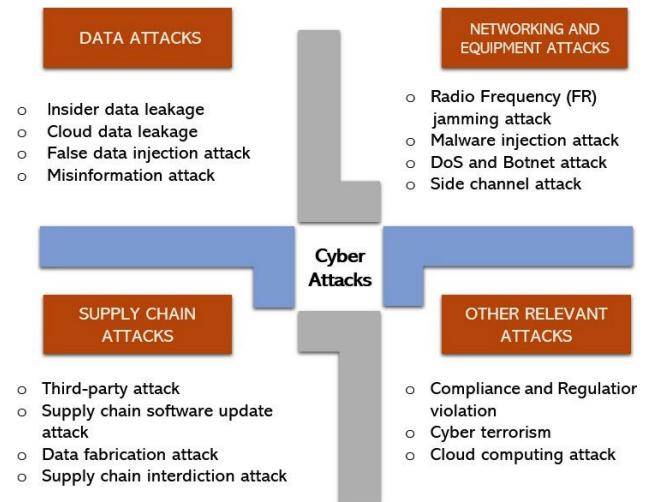 DATA ATTACKS
o Insider data leakage
o Cloud data leakage
o False data injection attack
o Misinformation attack
NETWORKING AND
EQUIPMENT ATTACKS
o Radio Frequency (FR)
jamming attack
o Malware injection attack
o DoS and Botnet attack
o Side channel attack
Cyber
Attacks
SUPPLY CHAIN
ATTACKS
o Third-party attack
o Supply chain software update
attack
o Data fabrication attack
o Supply chain interdiction attack
OTHER RELEVANT
ATTACKS
o Compliance and Regulation
violation
o Cyber terrorism
o Cloud computing attack